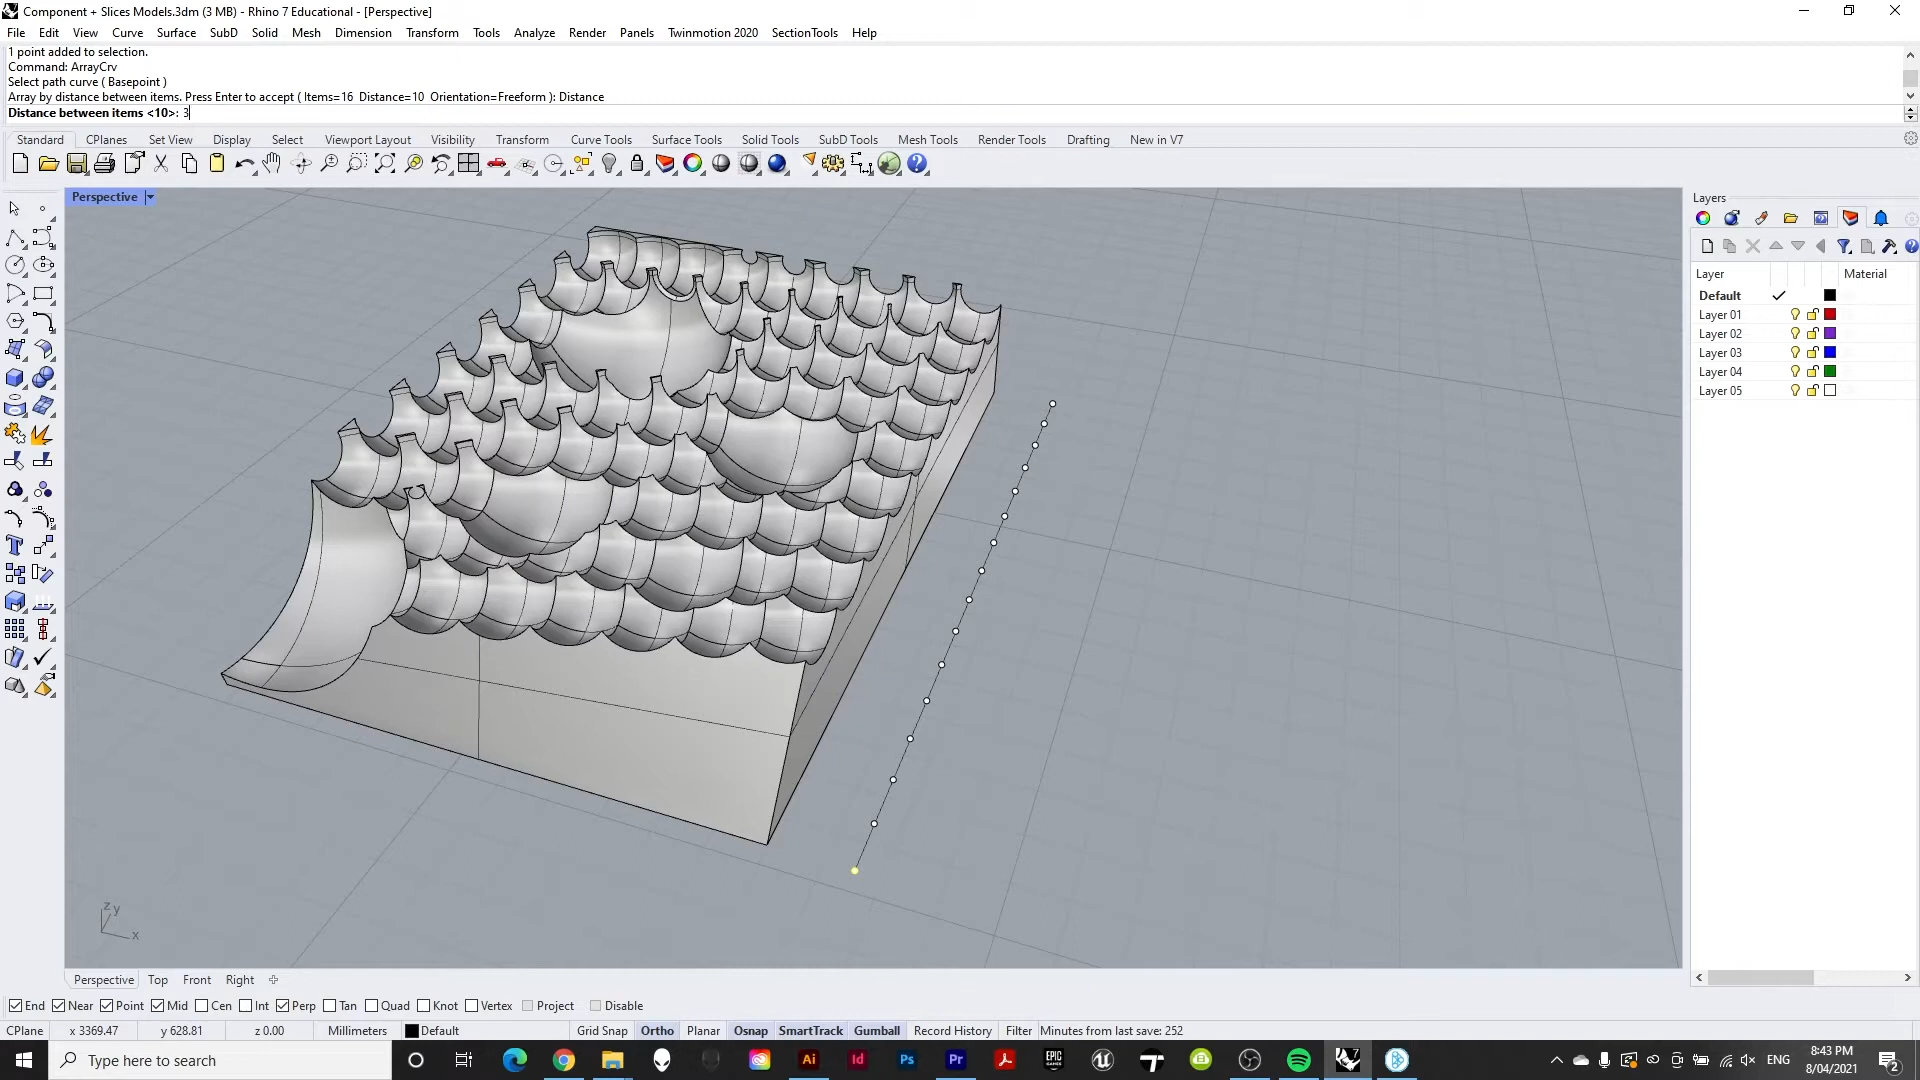 Component + Slices Models.3dm (3 MB) - Rhino 7 Educational - [Perspective]
File Edit View Curve Surface SubD Solid Mesh Dimension Transform Tools Analyze Render Panels Twinmotion 2020 SectionTools Help
1 point added to selection.
Command: ArrayCrv
Select path curve ( Basepoint )
Array by distance between items. Press Enter to accept ( Items=16 Distance=10 Orientation=Freeform ): Distance
Distance between items <10>: 3
Standard CPlanes Set View Display Select Viewport Layout Visibility Transform Curve Tools Surface Tools Solid Tools SubD Tools Mesh Tools Render Tools Drafting New in V7
Perspective
Layers
Layer Material
Default
Layer 01
Layer 02
Layer 03
Layer 04
Layer 05
z y
x
Perspective Top Front Right
End Near Point Mid Cen Int Perp Tan Quad Knot Vertex Project Disable
CPlane x 3369.47 y 628.81 z 0.00 Millimeters Default Grid Snap Ortho Planar Osnap SmartTrack Gumball Record History Filter Minutes from last save: 252
Type here to search
Ai Id Ps Pr
EPIC GAMES
7
ENG
8:43 PM
8/04/2021
2